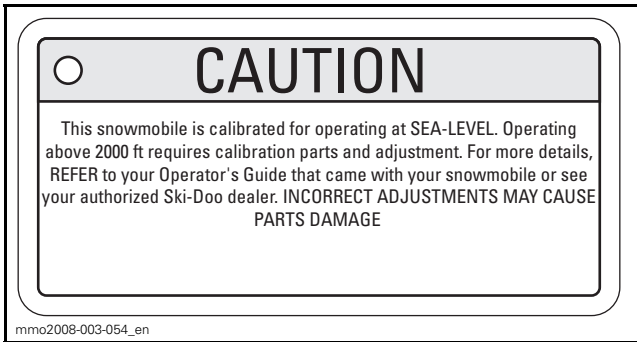 CAUTION
This snowmobile is calibrated for operating at SEA-LEVEL. Operating
above 2000 ft requires calibration parts and adjustment. For more details,
REFER to your Operator's Guide that came with your snowmobile or see
your authorized Ski-Doo dealer. INCORRECT ADJUSTMENTS MAY CAUSE
PARTS DAMAGE
mmo2008-003-054_en